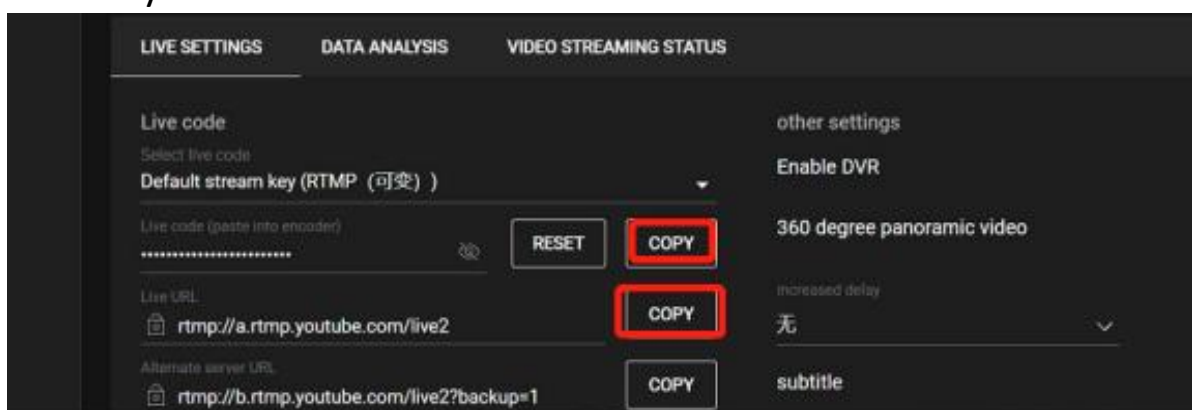 LIVE SETTINGS DATA ANALYSIS VIDEO STREAMING STATUS
Live code
Select live code
Default stream key (RTMP (可变) )
Live code (paste into encoder)
•••••••••••••••••••••••• RESET COPY
Live URL
rtmp://a.rtmp.youtube.com/live2 COPY
Alternate server URL
rtmp://b.rtmp.youtube.com/live2?backup=1 COPY
other settings
Enable DVR
360 degree panoramic video
increased delay
无
subtitle